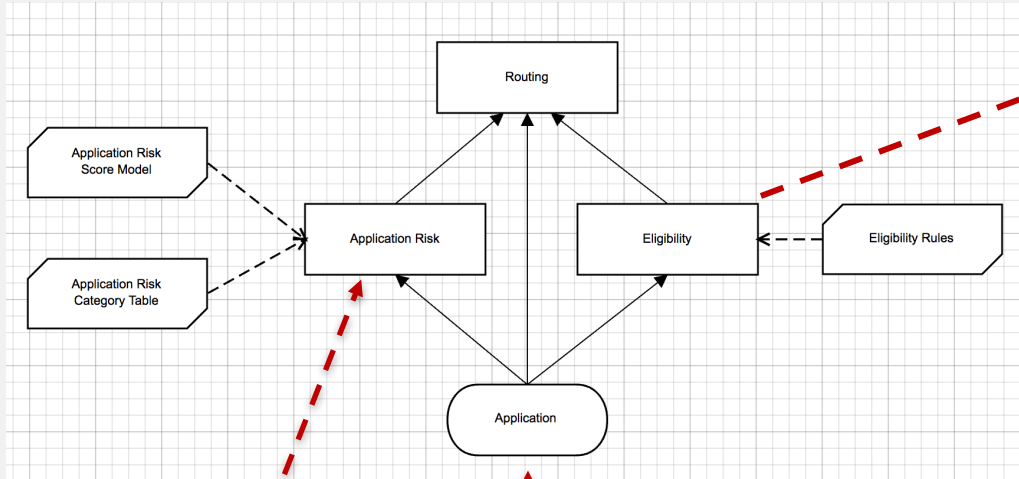 Routing
Application Risk
Score Model
Application Risk
Eligibility
Eligibility Rules
Application Risk
Category Table
Application